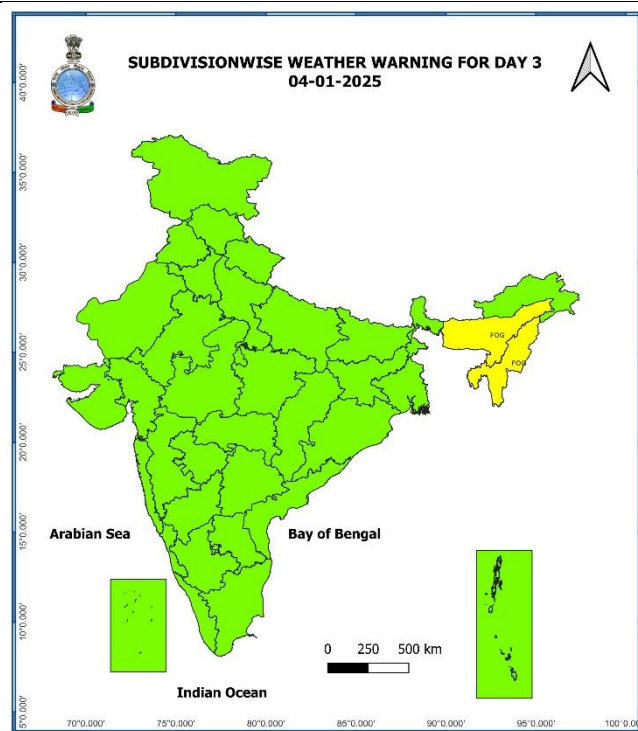 SUBDIVISIONWISE WEATHER WARNING FOR DAY 3
04-01-2025
40°0.000'
35°0.000'
30°0.000'
25°0.000'
20°0.000'
15°0.000'
10°0.000'
5°0.000'
FOG
FOG
Arabian Sea
Bay of Bengal
0 250 500 km
Indian Ocean
70°0.000' 75°0.000' 80°0.000' 85°0.000' 90°0.000' 95°0.000' 100°0.000'